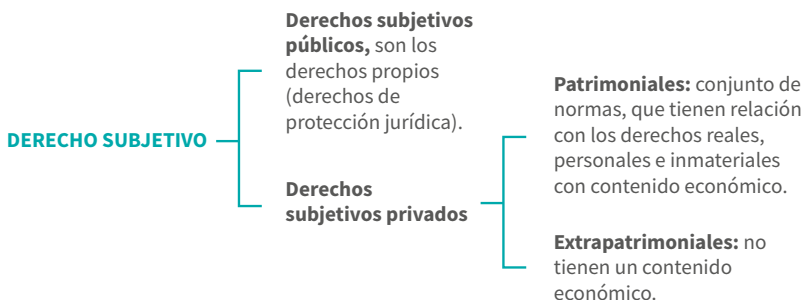 DERECHO SUBJETIVO
Derechos subjetivos
públicos, son los
derechos propios
(derechos de
protección jurídica).
Derechos
subjetivos privados
Patrimoniales: conjunto de
normas, que tienen relación
con los derechos reales,
personales e inmateriales
con contenido económico.
Extrapatrimoniales: no
tienen un contenido
económico.